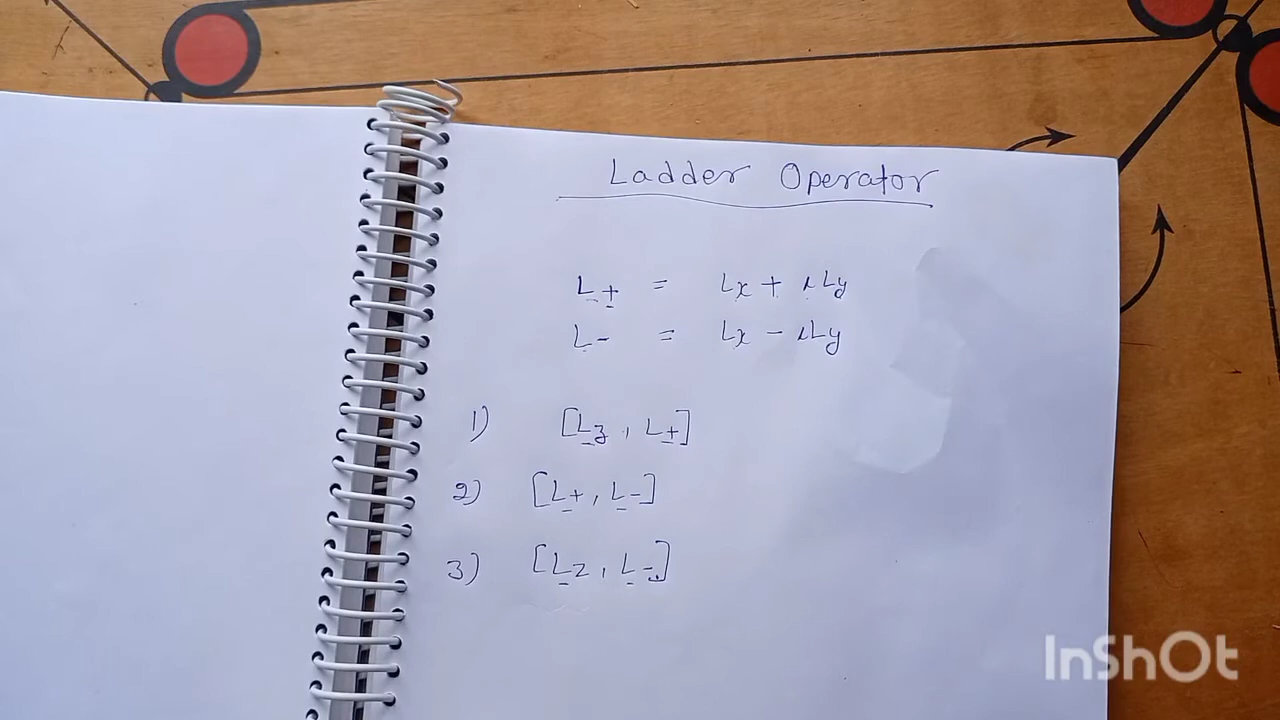 Ladder Operator
L+ = Lx + iLy
L- = Lx - iLy
1) [Lz, L+]
2) [L+, L-]
3) [Lz, L-]
InShOt